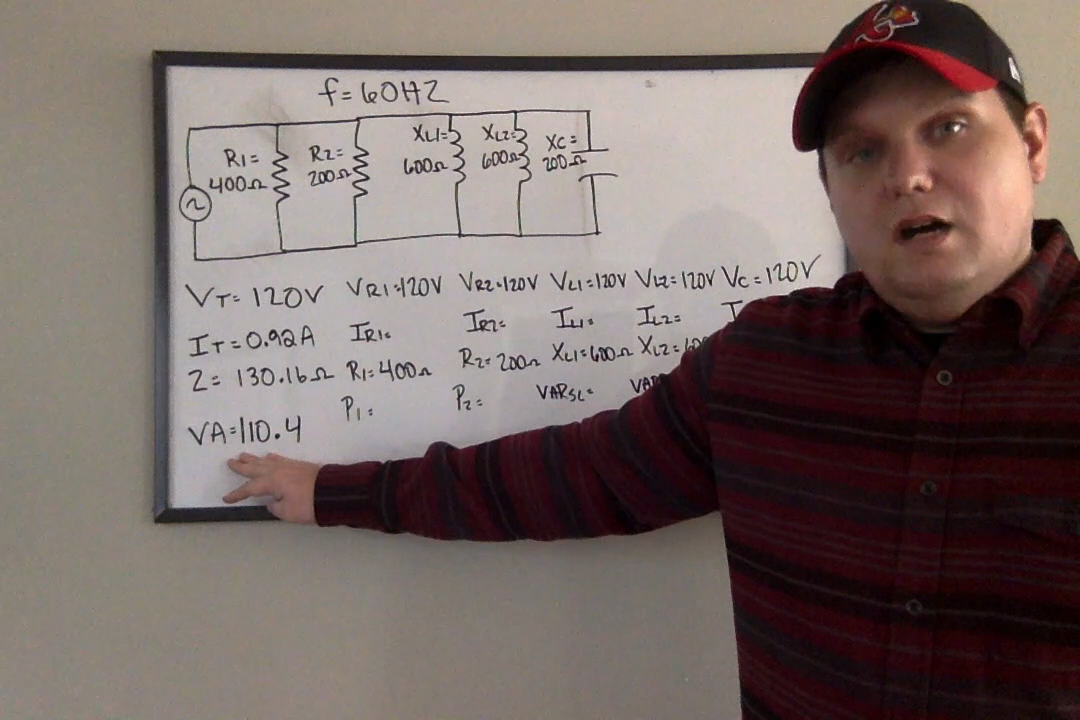 f=60HZ
R1=
400Ω
R2=
200Ω
XL1=
600Ω
XL2=
600Ω
XC=
200Ω
VT=120V VR1=120V VR2=120V VL1=120V VL2=120V VC=120V
IT=0.92A IR1= IR2= IL1= IL2= I
Z=130.16Ω R1=400Ω R2=200Ω XL1=600Ω XL2=
VA=110.4 P1= P2= VARSL=